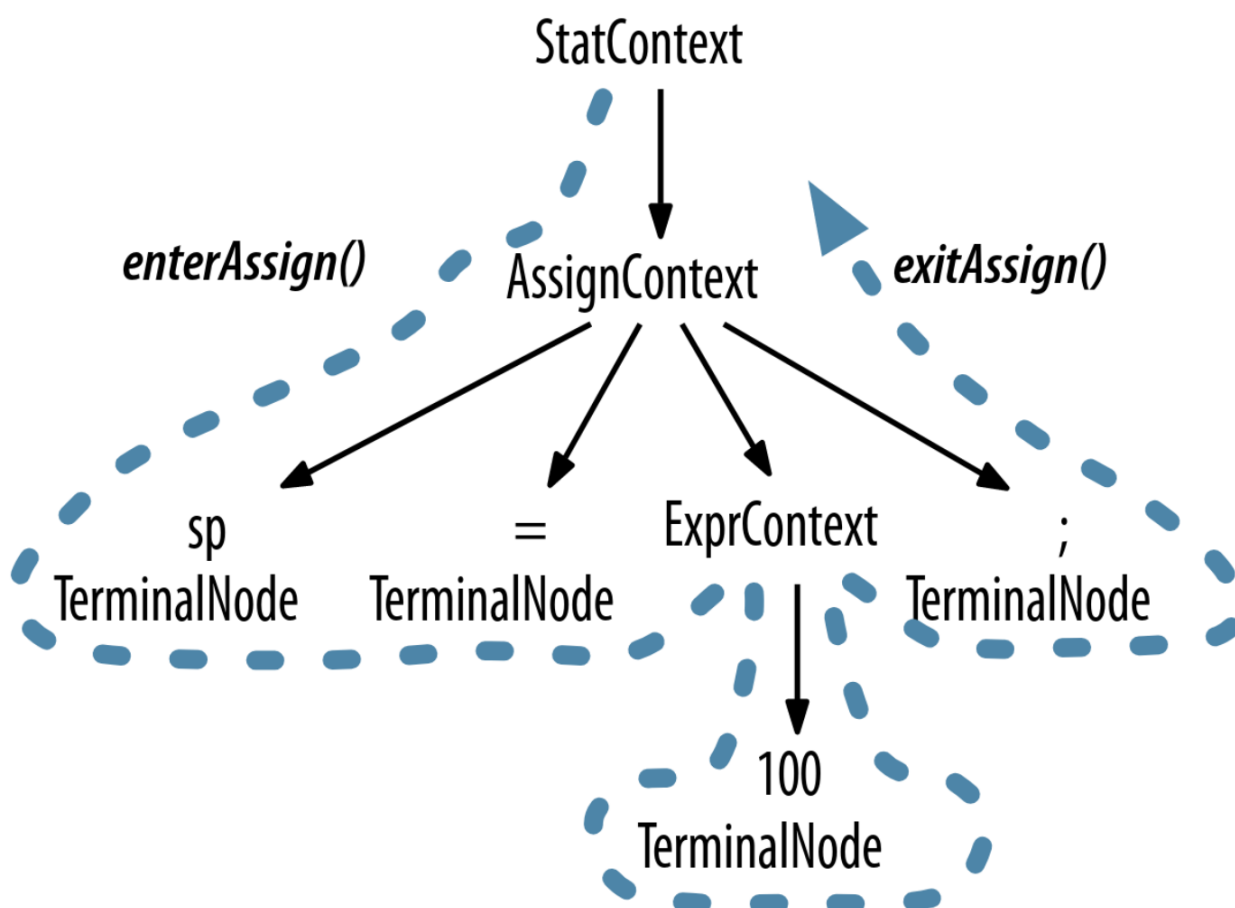 StatContext
enterAssign()
AssignContext
exitAssign()
sp
=
ExprContext
;
TerminalNode
TerminalNode
TerminalNode
100
TerminalNode